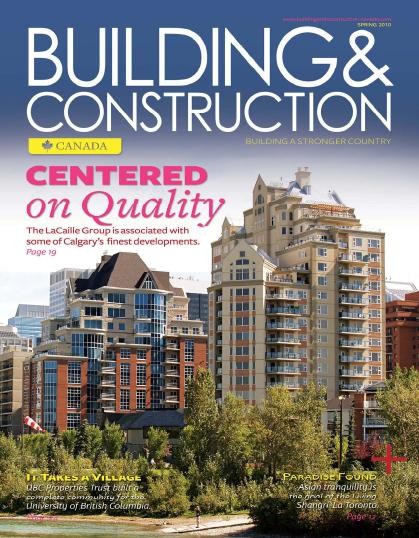 www.buildingandconstruction-canada.com
SPRING 2010
BUILDING &
CONSTRUCTION
CANADA
BUILDING A STRONGER COUNTRY
CENTERED
on Quality
The LaCaille Group is associated with
some of Calgary's finest developments.
Page 19
IT TAKES A VILLAGE
UBC Properties Trust built a
complete community for the
University of British Columbia.
PARADISE FOUND
Asian tranquility is
the goal of the Living
Shangri-La Toronto.
Page 12